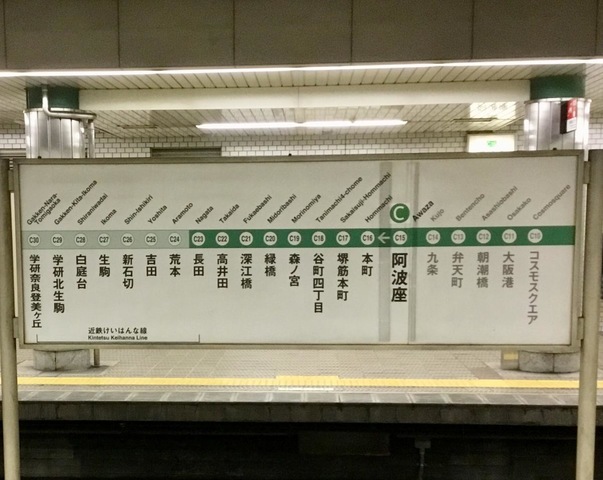 Gakken-Nara-
Tomigaoka
Gakken-Kita-Ikoma
Shiraniwadai
Ikoma
Shin-Ishikiri
Yoshita
Aramoto
Nagata
Takaida
Fukaebashi
Midoribashi
Morinomiya
Tanimachi 4-chome
Sakaisuji-Hommachi
Hommachi
C
Awaza
Kujo
Bentencho
Asashiobashi
Osakako
Cosmosquare
C30
C29
C28
C27
C26
C25
C24
C23
C22
C21
C20
C19
C18
C17
C16
←
C15
C14
C13
C12
C11
C10
学研奈良登美ヶ丘
学研北生駒
白庭台
生駒
新石切
吉田
荒本
長田
高井田
深江橋
緑橋
森ノ宮
谷町四丁目
堺筋本町
本町
阿波座
九条
弁天町
朝潮橋
大阪港
コスモスクエア
近鉄けいはんな線
Kintetsu Keihanna Line